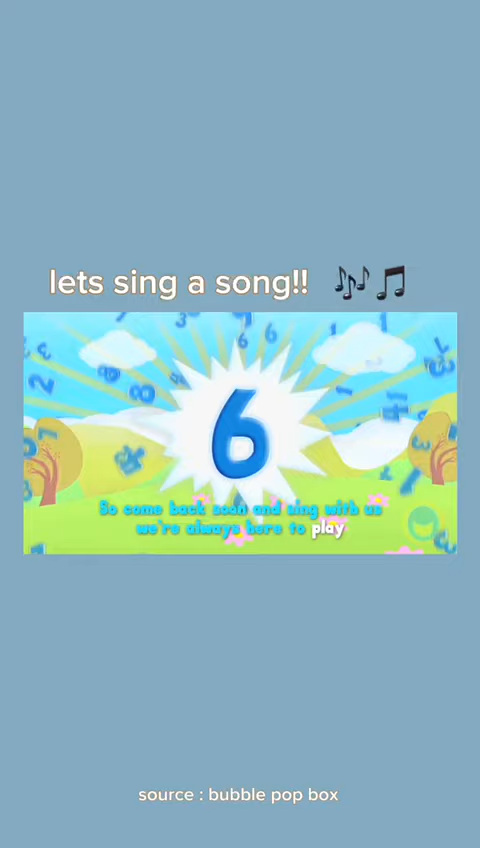 lets sing a song!! 🎶 🎵
6
So come back soon and sing with us
we're always here to play
source : bubble pop box